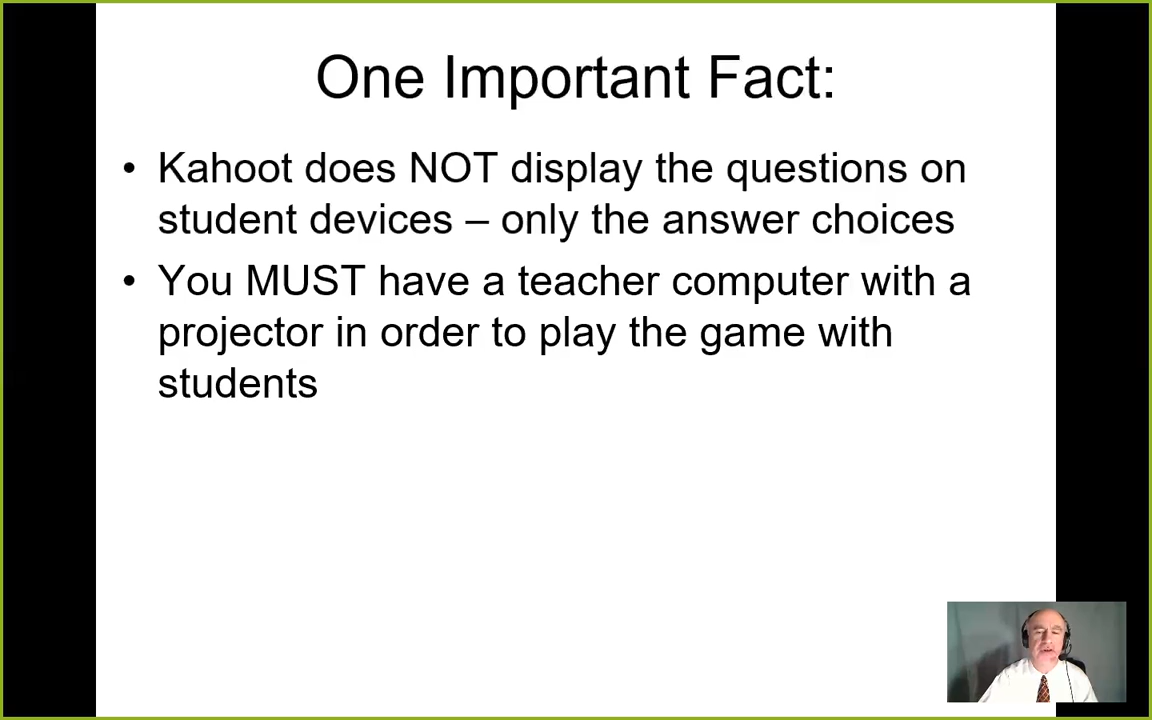 One Important Fact:
• Kahoot does NOT display the questions on
student devices – only the answer choices
• You MUST have a teacher computer with a
projector in order to play the game with
students